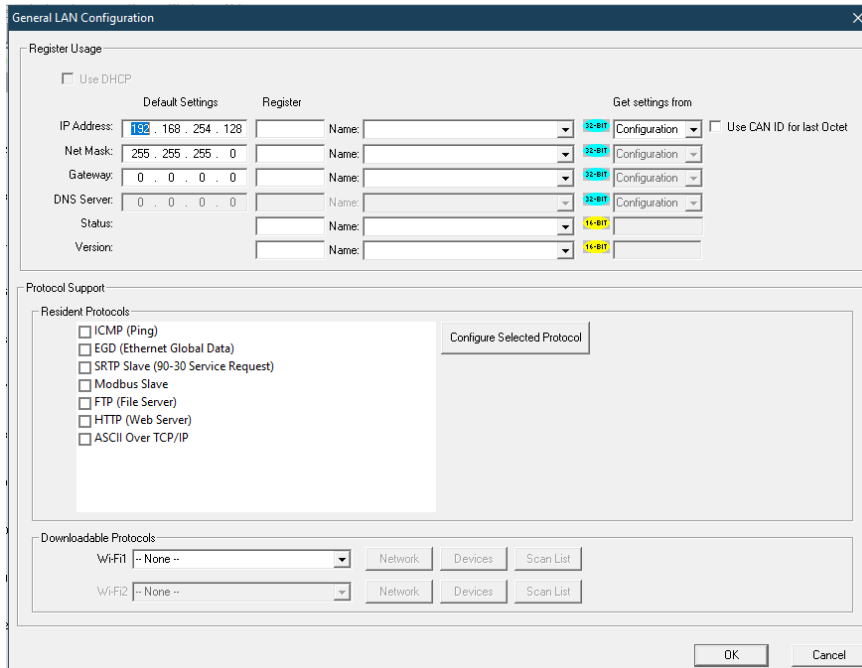 General LAN Configuration
Register Usage
Use DHCP
Default Settings Register Get settings from
IP Address: 192 . 168 . 254 . 128 Name: 32-BIT Configuration Use CAN ID for last Octet
Net Mask: 255 . 255 . 255 . 0 Name: 32-BIT Configuration
Gateway: 0 . 0 . 0 . 0 Name: 32-BIT Configuration
DNS Server: 0 . 0 . 0 . 0 Name: 32-BIT Configuration
Status: Name: 16-BIT
Version: Name: 16-BIT
Protocol Support
Resident Protocols
ICMP (Ping)
Configure Selected Protocol
EGD (Ethernet Global Data)
SRTP Slave (90-30 Service Request)
Modbus Slave
FTP (File Server)
HTTP (Web Server)
ASCII Over TCP/IP
Downloadable Protocols
Wi-Fi1 -- None -- Network Devices Scan List
Wi-Fi2 -- None -- Network Devices Scan List
OK Cancel